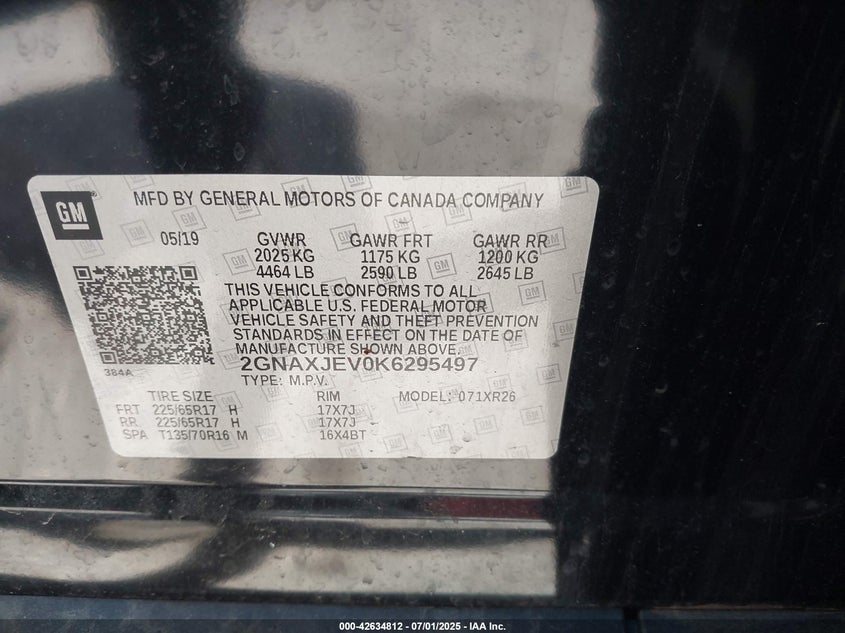 GM
MFD BY GENERAL MOTORS OF CANADA COMPANY
05/19 GVWR GAWR FRT GAWR RR
2025 KG 1175 KG 1200 KG
4464 LB 2590 LB 2645 LB
THIS VEHICLE CONFORMS TO ALL
APPLICABLE U.S. FEDERAL MOTOR
VEHICLE SAFETY AND THEFT PREVENTION
STANDARDS IN EFFECT ON THE DATE OF
MANUFACTURE SHOWN ABOVE.
2GNAXJEV0K6295497
384A
TYPE: M.P.V.
TIRE SIZE RIM MODEL: 071XR26
FRT 225/65R17 H 17X7J
RR 225/65R17 H 17X7J
SPA T135/70R16 M 16X4BT
000-42634812 - 07/01/2025 - IAA Inc.